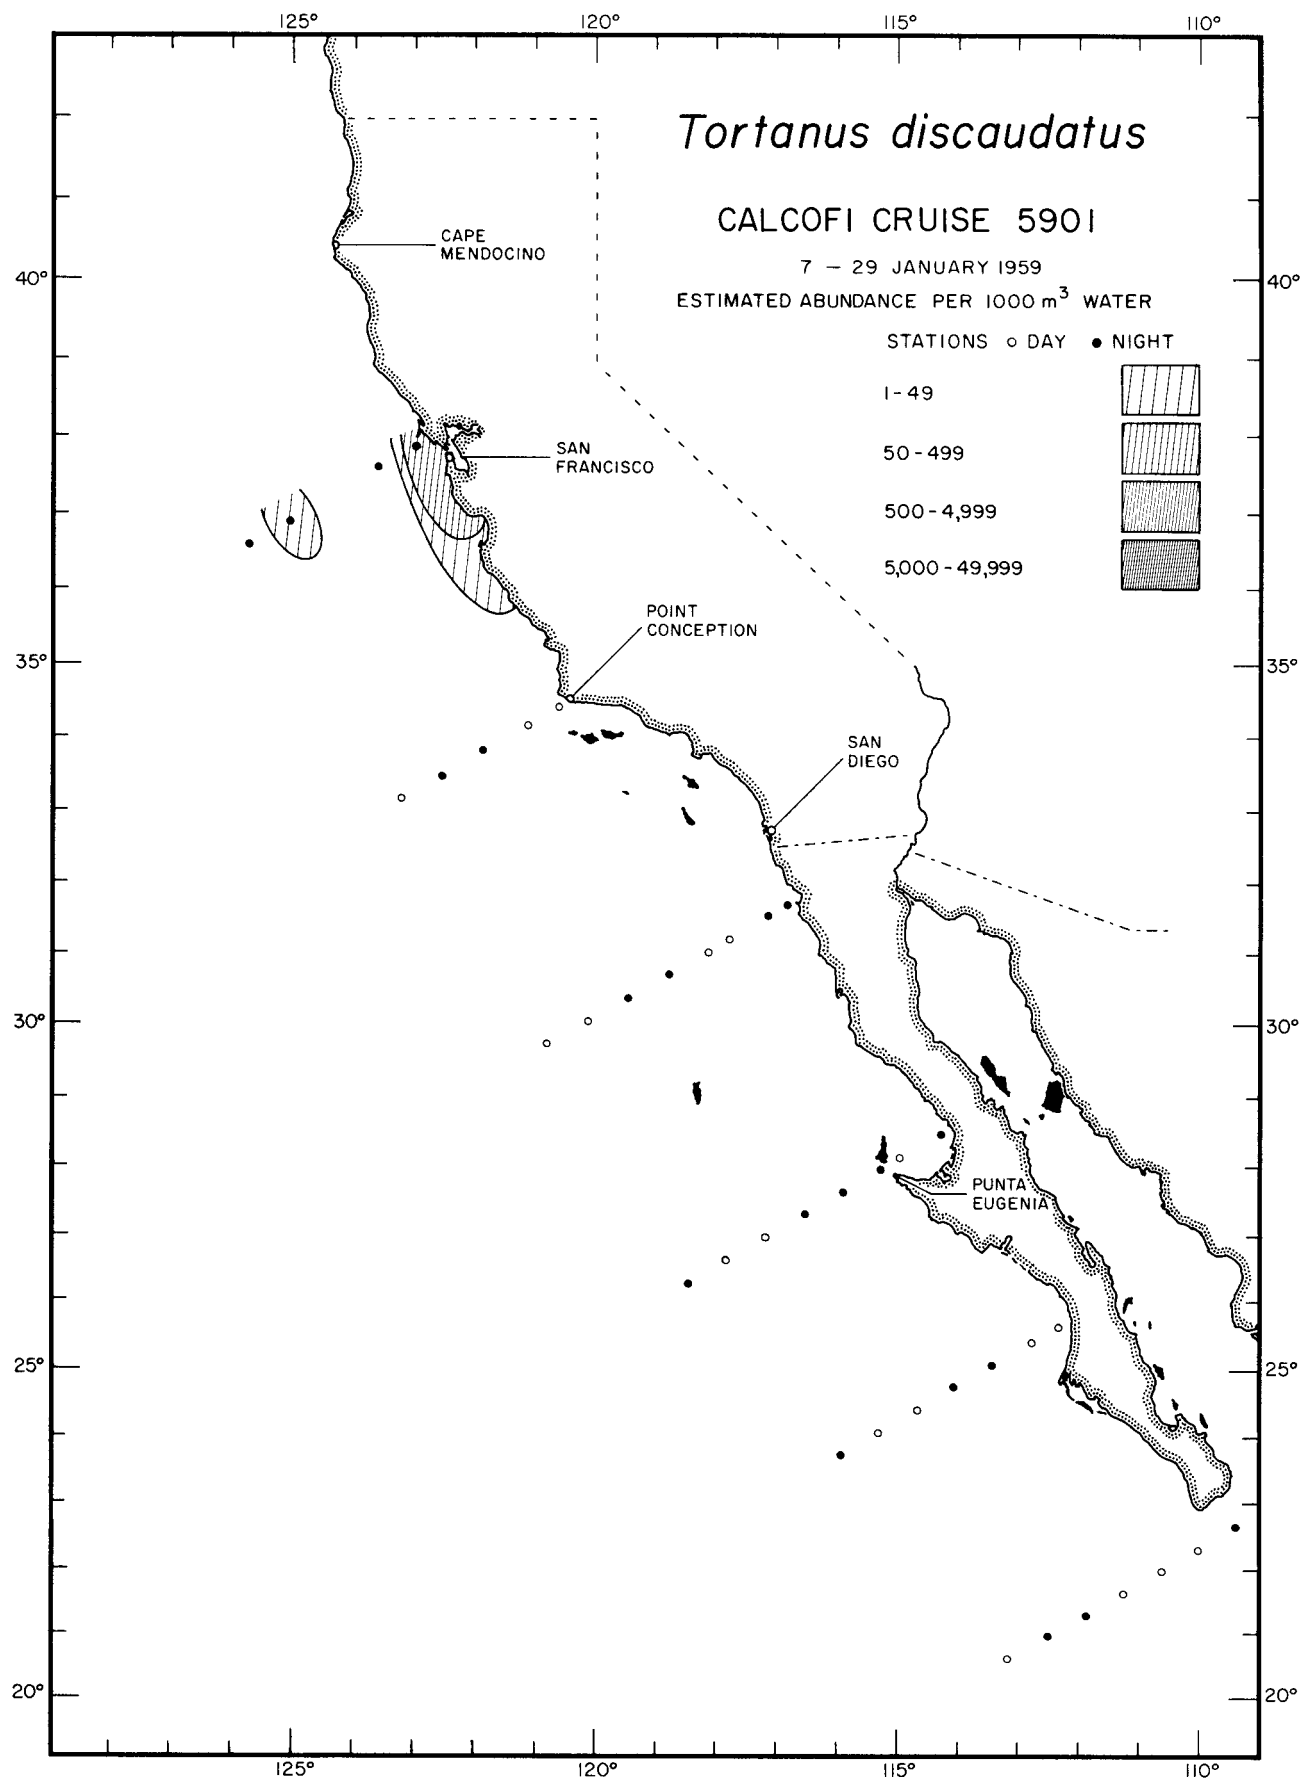 125° 120° 115° 110°
Tortanus discaudatus
CALCOFI CRUISE 5901
7 – 29 JANUARY 1959
ESTIMATED ABUNDANCE PER 1000 m³ WATER
STATIONS ○ DAY ● NIGHT
1-49
50-499
500-4,999
5,000-49,999
CAPE
MENDOCINO
40° 40°
SAN
FRANCISCO
POINT
CONCEPTION
35° 35°
SAN
DIEGO
30° 30°
PUNTA
EUGENIA
25° 25°
20° 20°
125° 120° 115° 110°